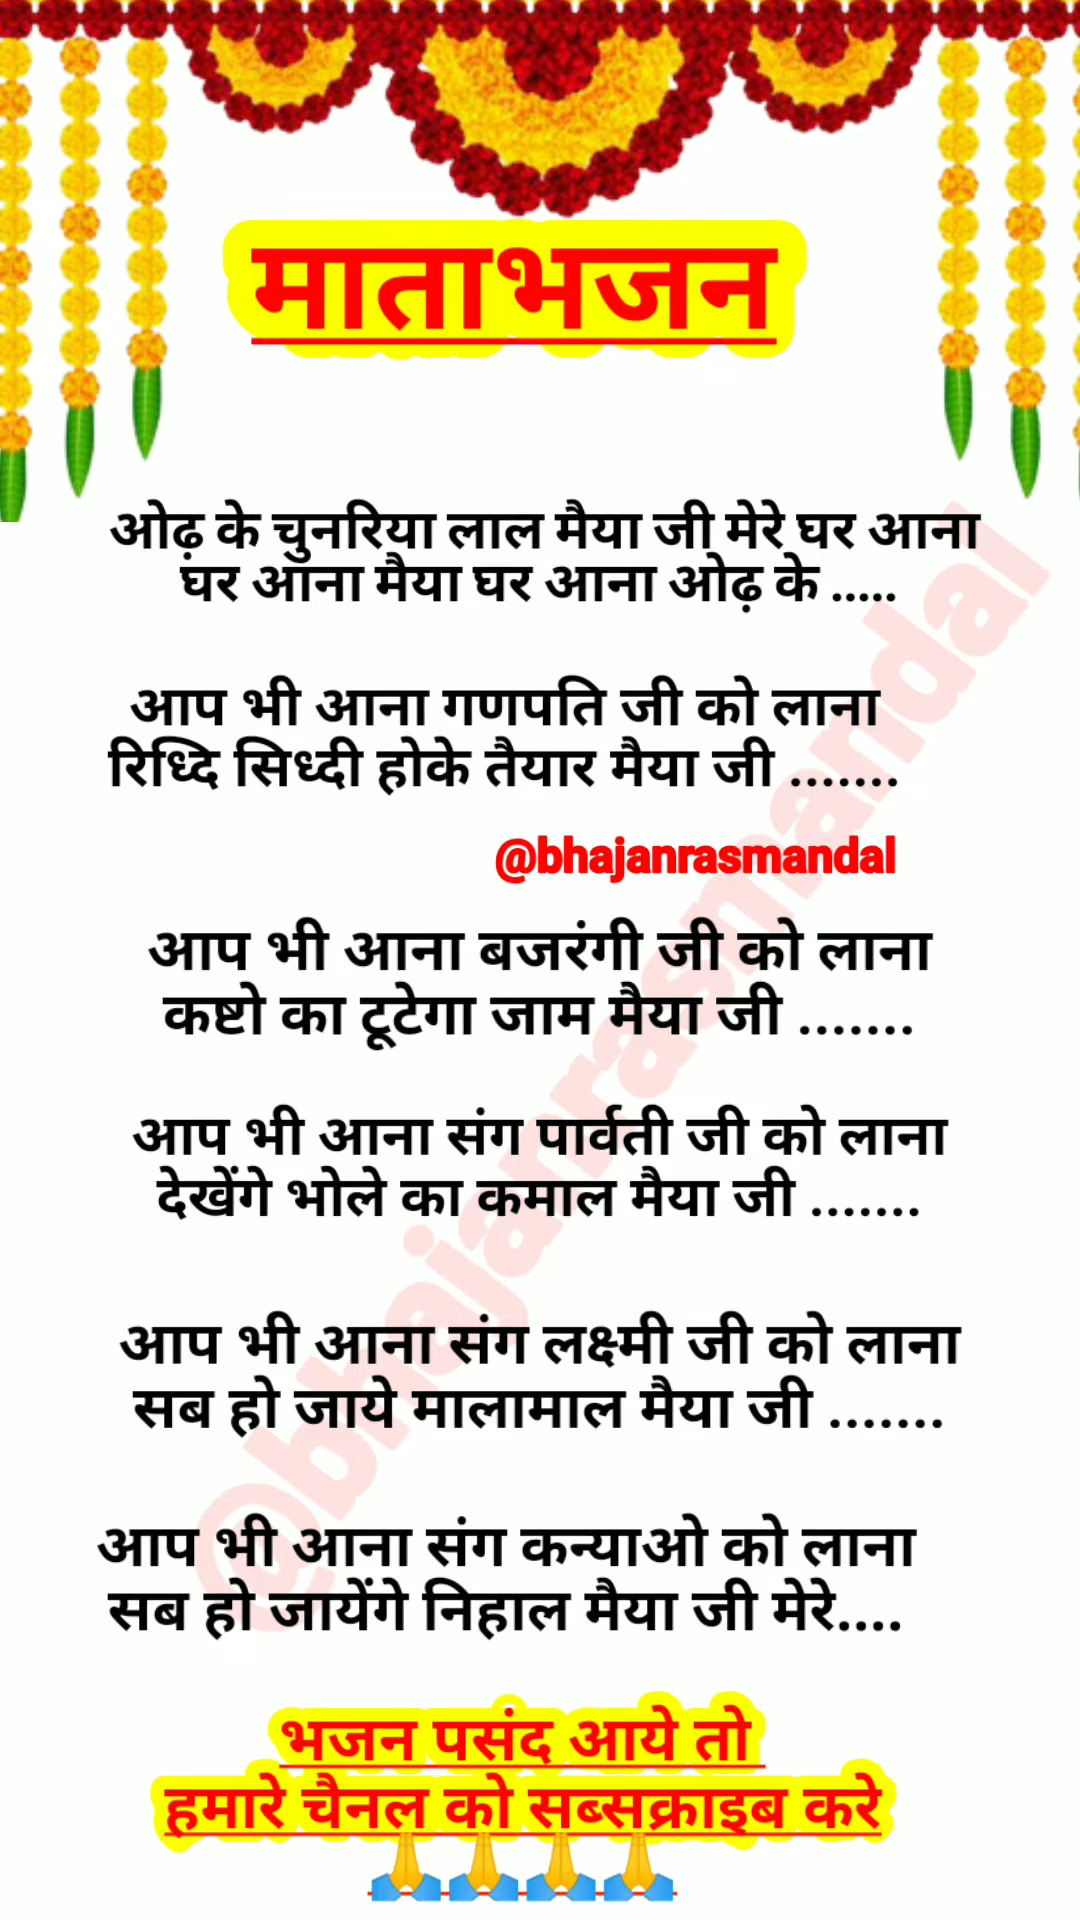 माताभजन
ओढ़ के चुनरिया लाल मैया जी मेरे घर आना
घर आना मैया घर आना ओढ़ के .....
आप भी आना गणपति जी को लाना
रिध्दि सिध्दी होके तैयार मैया जी .......
@bhajanrasmandal
आप भी आना बजरंगी जी को लाना
कष्टो का टूटेगा जाम मैया जी .......
आप भी आना संग पार्वती जी को लाना
देखेंगे भोले का कमाल मैया जी .......
आप भी आना संग लक्ष्मी जी को लाना
सब हो जाये मालामाल मैया जी .......
आप भी आना संग कन्याओ को लाना
सब हो जायेंगे निहाल मैया जी मेरे....
भजन पसंद आये तो
हमारे चैनल को सब्सक्राइब करे
🙏🙏🙏🙏
@bhajanrasmandal